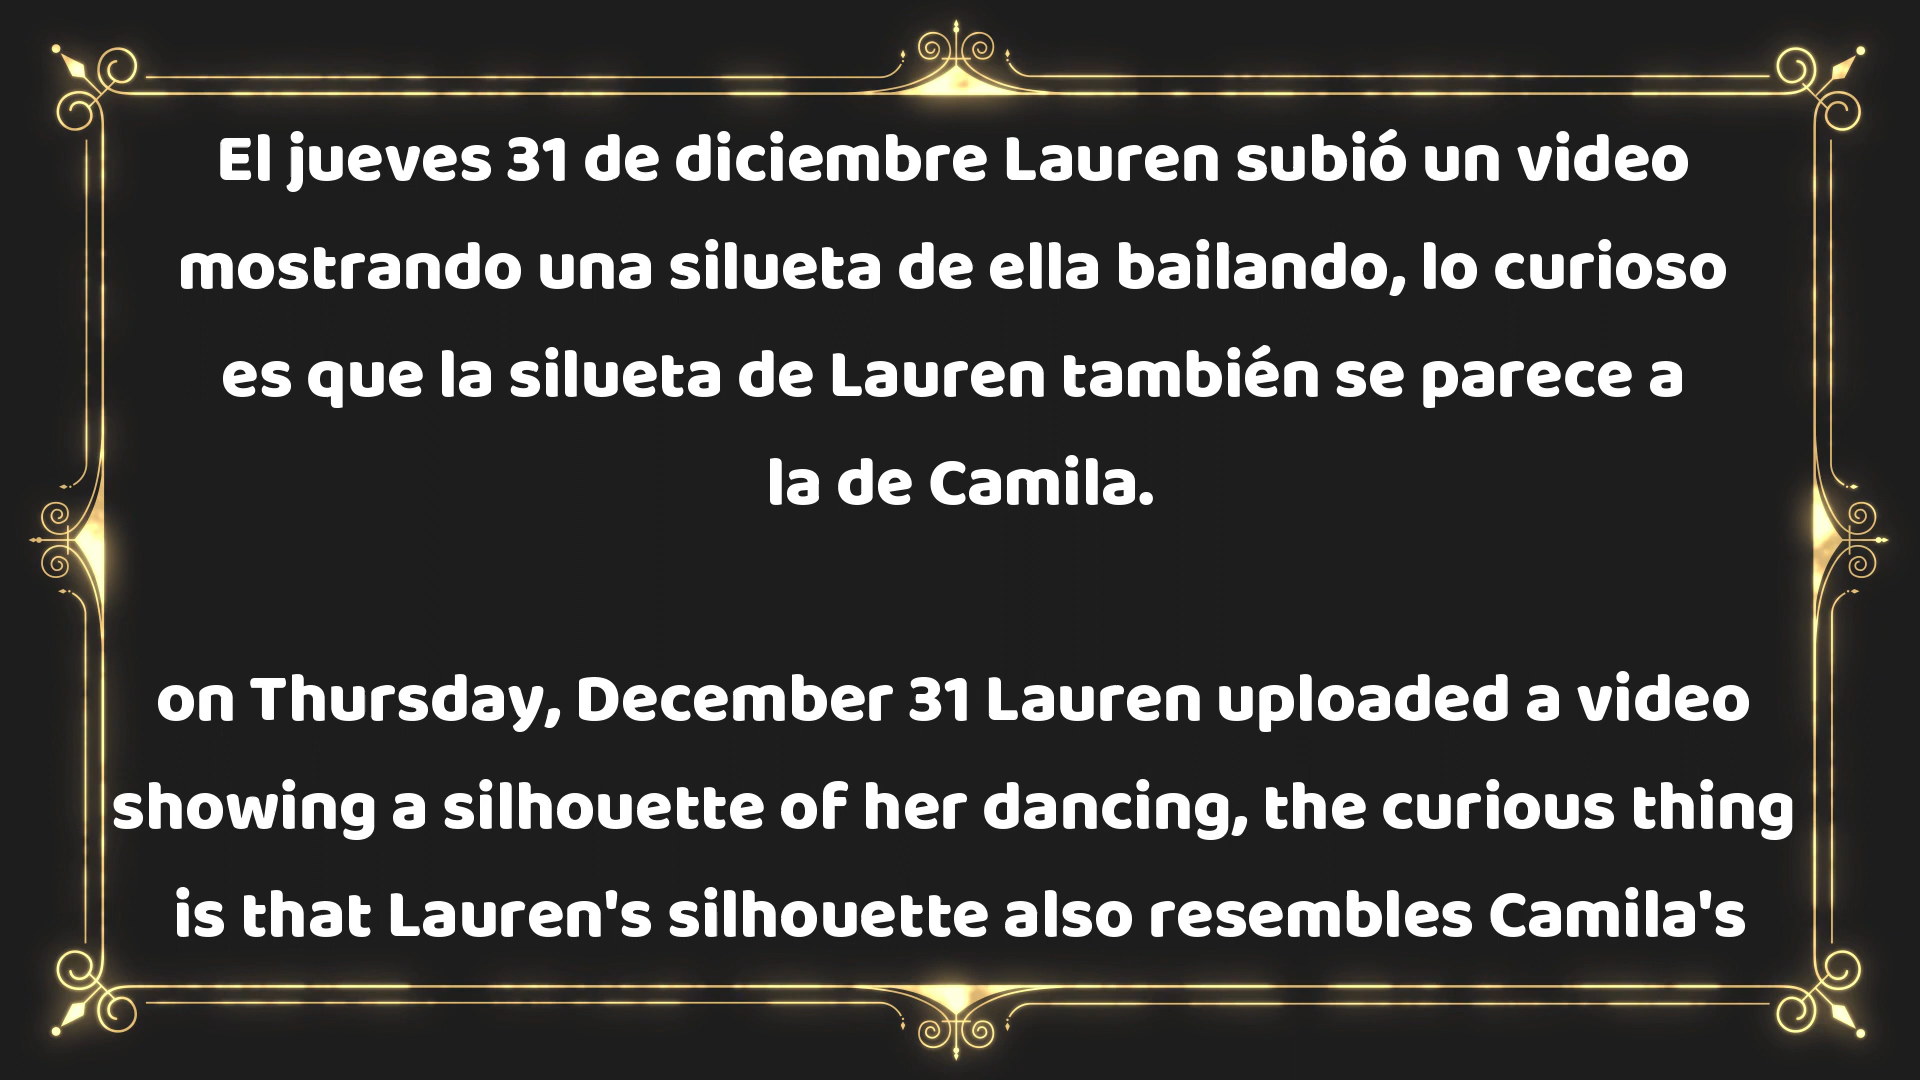 El jueves 31 de diciembre Lauren subió un video
mostrando una silueta de ella bailando, lo curioso
es que la silueta de Lauren también se parece a
la de Camila.
on Thursday, December 31 Lauren uploaded a video
showing a silhouette of her dancing, the curious thing
is that Lauren's silhouette also resembles Camila's